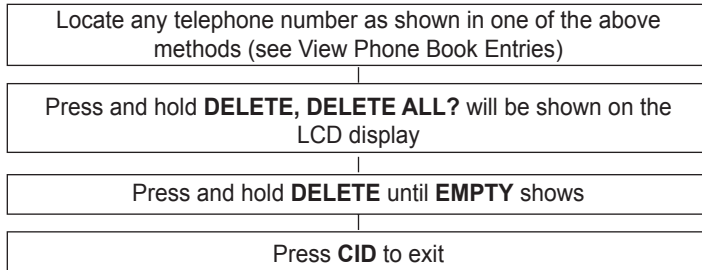 Locate any telephone number as shown in one of the above
methods (see View Phone Book Entries)
Press and hold DELETE, DELETE ALL? will be shown on the
LCD display
Press and hold DELETE until EMPTY shows
Press CID to exit